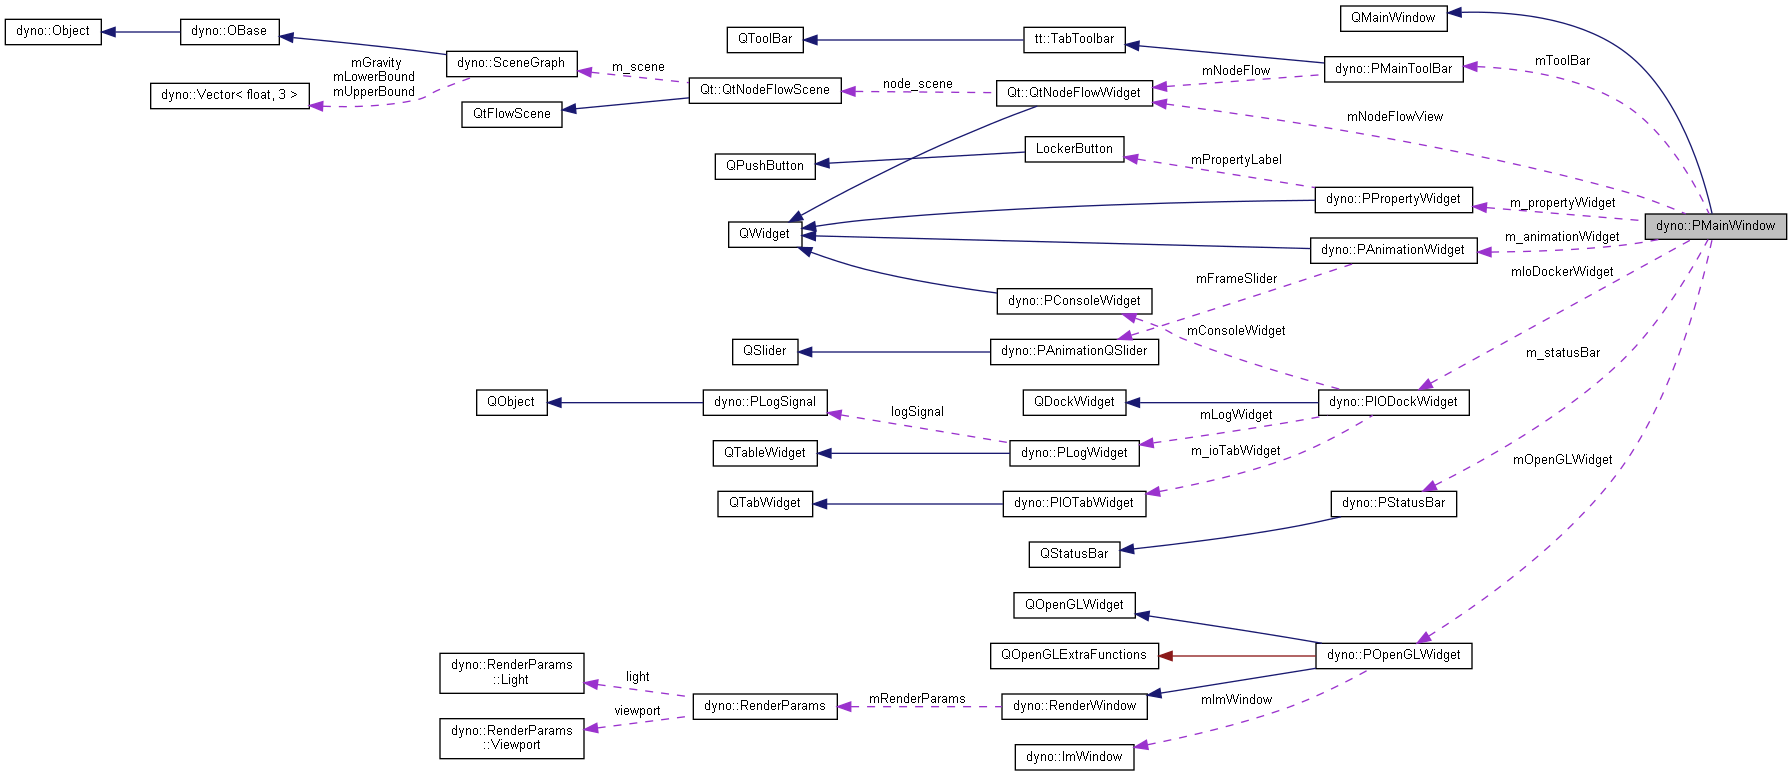 QMainWindow
dyno::Object
dyno::OBase
QToolBar
tt::TabToolbar
mToolBar
dyno::SceneGraph
mGravity
mLowerBound
mUpperBound
m_scene
dyno::PMainToolBar
mNodeFlow
dyno::Vector< float, 3 >
Qt::QtNodeFlowScene
node_scene
Qt::QtNodeFlowWidget
QtFlowScene
mNodeFlowView
LockerButton
QPushButton
mPropertyLabel
dyno::PPropertyWidget
m_propertyWidget
dyno::PMainWindow
QWidget
m_animationWidget
dyno::PAnimationWidget
mIoDockerWidget
mFrameSlider
dyno::PConsoleWidget
mConsoleWidget
QSlider
dyno::PAnimationQSlider
m_statusBar
QObject
dyno::PLogSignal
logSignal
QDockWidget
dyno::PIODockWidget
mLogWidget
QTableWidget
dyno::PLogWidget
m_ioTabWidget
mOpenGLWidget
QTabWidget
dyno::PIOTabWidget
dyno::PStatusBar
QStatusBar
QOpenGLWidget
QOpenGLExtraFunctions
dyno::POpenGLWidget
dyno::RenderParams
::Light
light
dyno::RenderParams
mRenderParams
dyno::RenderWindow
mImWindow
viewport
dyno::RenderParams
::Viewport
dyno::ImWindow